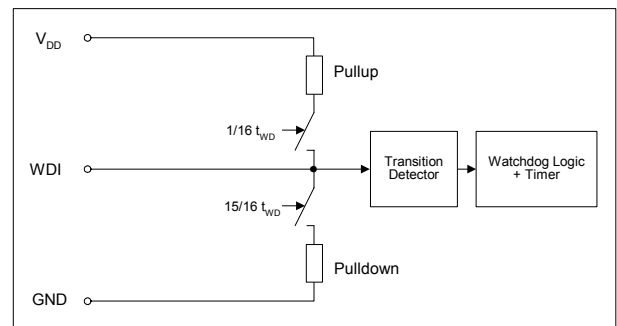 VDD
Pullup
1/16 tWD
WDI
Transition
Detector
Watchdog Logic
+ Timer
15/16 tWD
Pulldown
GND